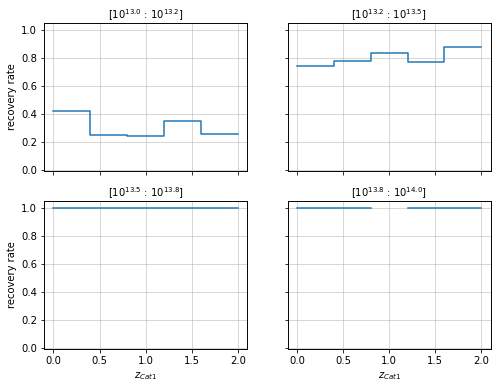 [10^13.0 : 10^13.2]
[10^13.2 : 10^13.5]
1.0
0.8
0.6
0.4
0.2
0.0
recovery rate
[10^13.5 : 10^13.8]
[10^13.8 : 10^14.0]
1.0
0.8
0.6
0.4
0.2
0.0
recovery rate
0.0 0.5 1.0 1.5 2.0
0.0 0.5 1.0 1.5 2.0
z_Cat1
z_Cat1